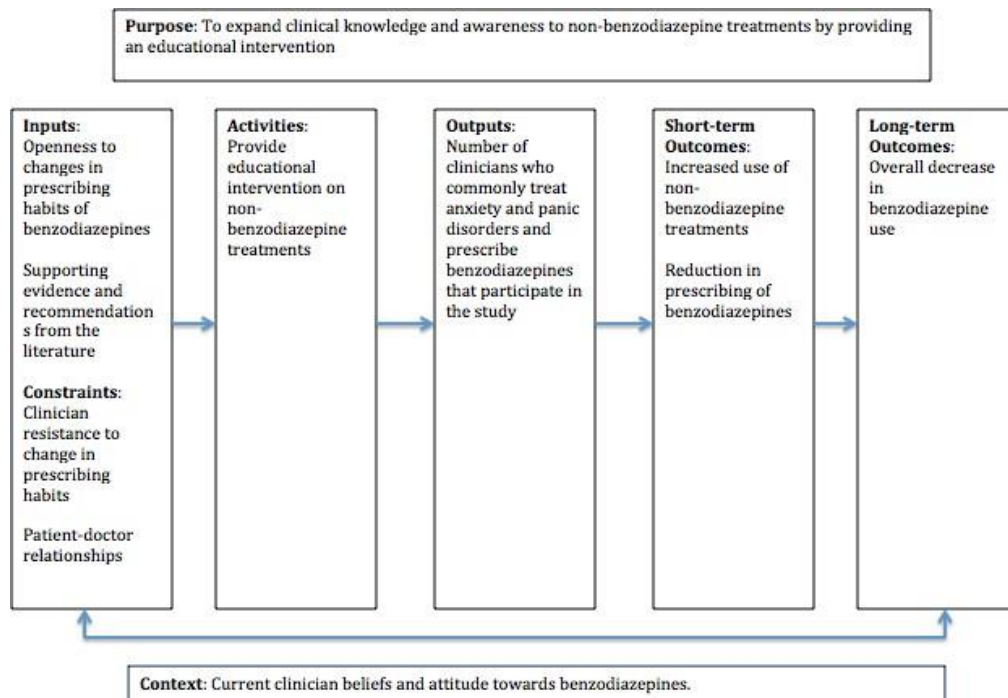 Purpose: To expand clinical knowledge and awareness to non-benzodiazepine treatments by providing
an educational intervention
Inputs:
Openness to
changes in
prescribing
habits of
benzodiazepines
Supporting
evidence and
recommendation
s from the
literature
Constraints:
Clinician
resistance to
change in
prescribing
habits
Patient-doctor
relationships
Activities:
Provide
educational
intervention on
non-
benzodiazepine
treatments
Outputs:
Number of
clinicians who
commonly treat
anxiety and panic
disorders and
prescribe
benzodiazepines
that participate in
the study
Short-term
Outcomes:
Increased use of
non-
benzodiazepine
treatments
Reduction in
prescribing of
benzodiazepines
Long-term
Outcomes:
Overall decrease
in
benzodiazepine
use
Context: Current clinician beliefs and attitude towards benzodiazepines.